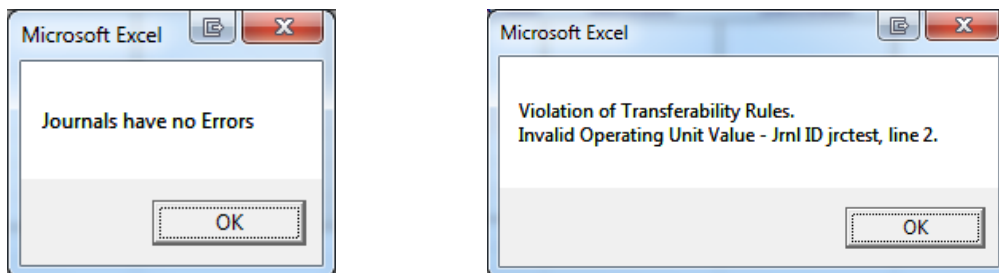 Microsoft Excel
Journals have no Errors
OK
Microsoft Excel
Violation of Transferability Rules.
Invalid Operating Unit Value - Jrnl ID jrctest, line 2.
OK